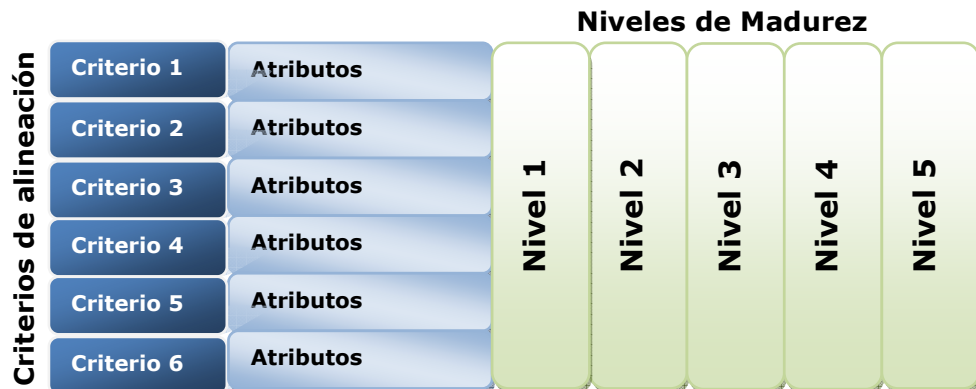 Niveles de Madurez
Criterios de alineación
Criterio 1 Atributos
Criterio 2 Atributos
Criterio 3 Atributos
Criterio 4 Atributos
Criterio 5 Atributos
Criterio 6 Atributos
Nivel 1
Nivel 2
Nivel 3
Nivel 4
Nivel 5